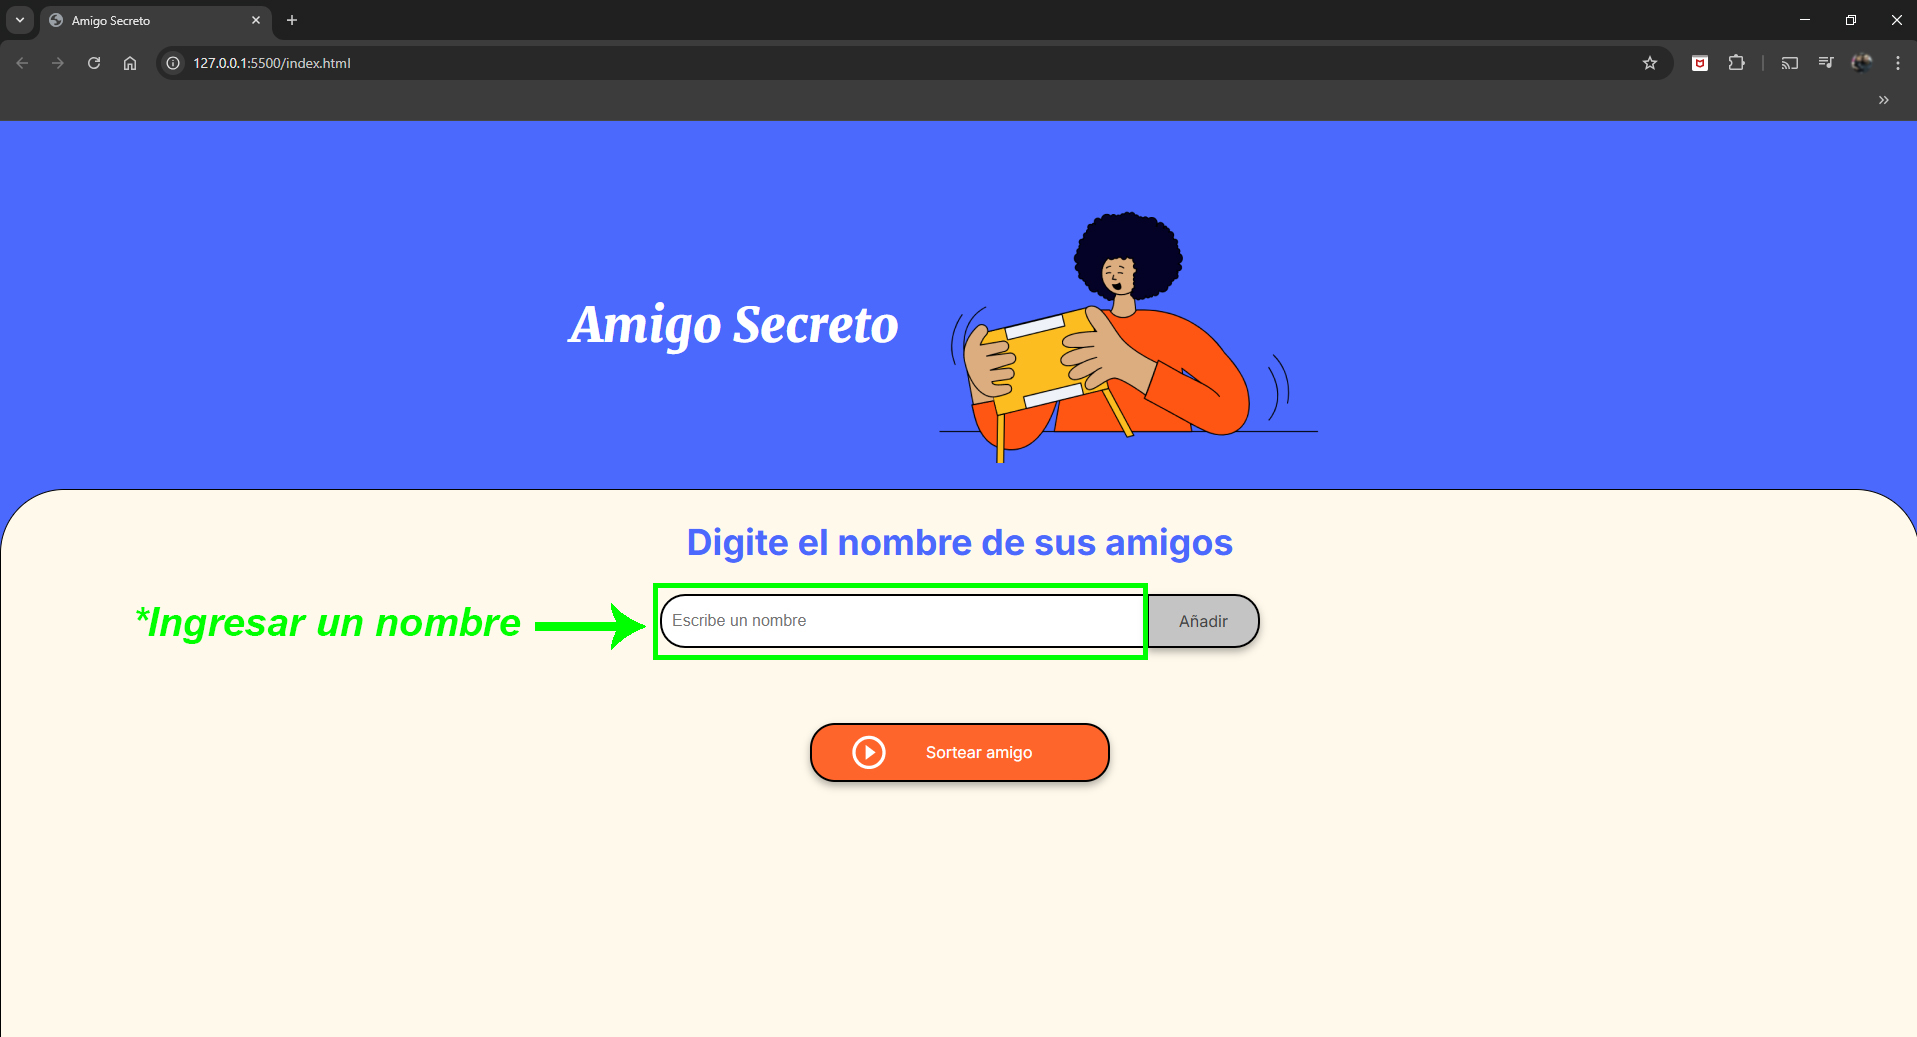 Amigo Secreto
127.0.0.1:5500/index.html
Amigo Secreto
Digite el nombre de sus amigos
*Ingresar un nombre
Escribe un nombre
Añadir
Sortear amigo